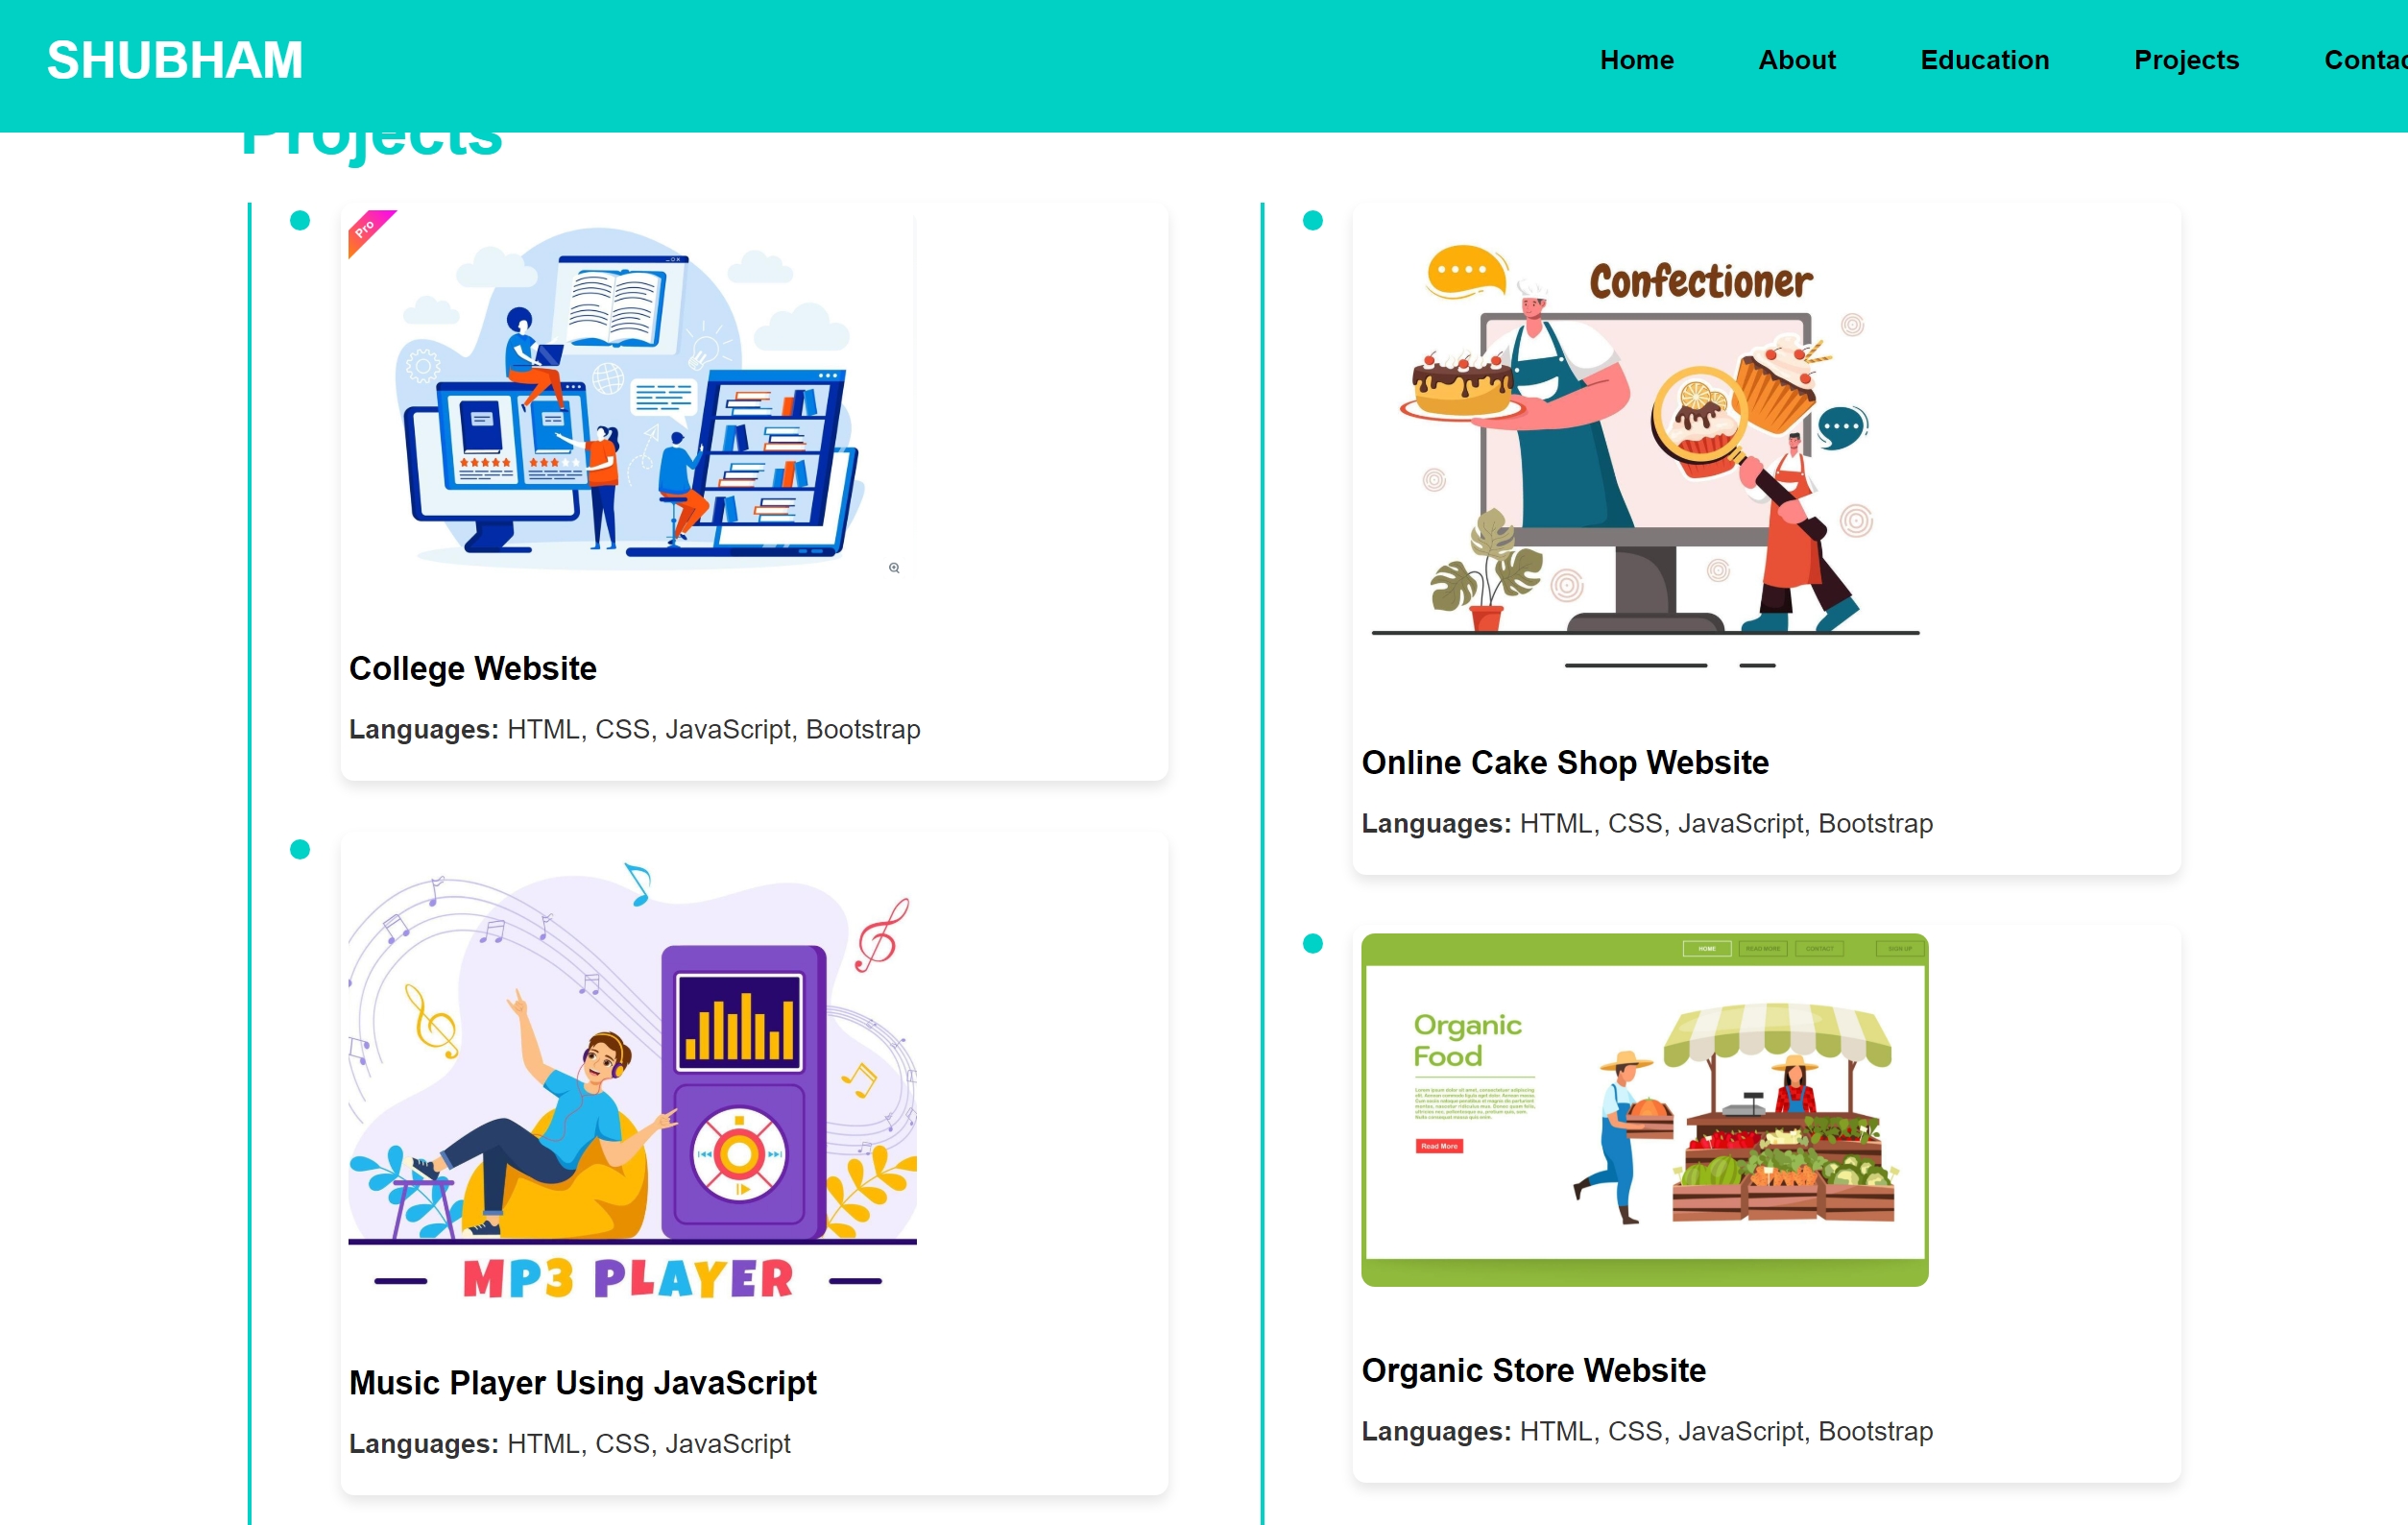 SHUBHAM
Home About Education Projects Contac
Projects
Pro
College Website
Languages: HTML, CSS, JavaScript, Bootstrap
MP3 PLAYER
Music Player Using JavaScript
Languages: HTML, CSS, JavaScript
Confectioner
Online Cake Shop Website
Languages: HTML, CSS, JavaScript, Bootstrap
HOME READ MORE CONTACT SIGN UP
Organic
Food
Read More
Organic Store Website
Languages: HTML, CSS, JavaScript, Bootstrap